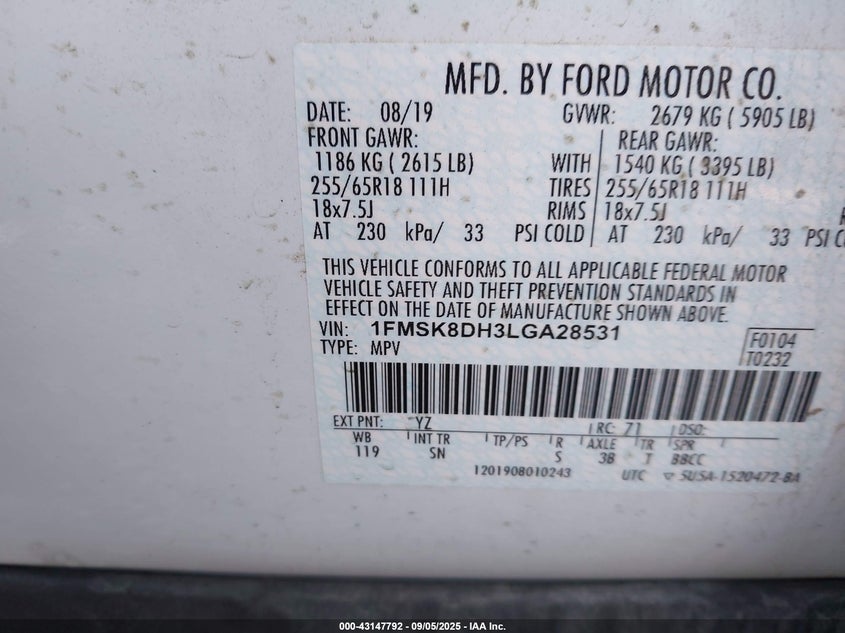 MFD. BY FORD MOTOR CO.
DATE: 08/19 GVWR: 2679 KG ( 5905 LB)
FRONT GAWR: REAR GAWR:
1186 KG ( 2615 LB) WITH 1540 KG ( 3395 LB)
255/65R18 111H TIRES 255/65R18 111H
18x7.5J RIMS 18x7.5J
AT 230 kPa/ 33 PSI COLD AT 230 kPa/ 33 PSI C
THIS VEHICLE CONFORMS TO ALL APPLICABLE FEDERAL MOTOR
VEHICLE SAFETY AND THEFT PREVENTION STANDARDS IN
EFFECT ON THE DATE OF MANUFACTURE SHOWN ABOVE.
VIN: 1FMSK8DH3LGA28531
TYPE: MPV
F0104
T0232
EXT PNT: YZ RC: 71 DSO:
WB INT TR TP/PS R AXLE TR SPR
119 SN S 3B T BBCC
1201908010243 UTC ▽ SUSA-1520472-BA
000-43147792 - 09/05/2025 - IAA Inc.